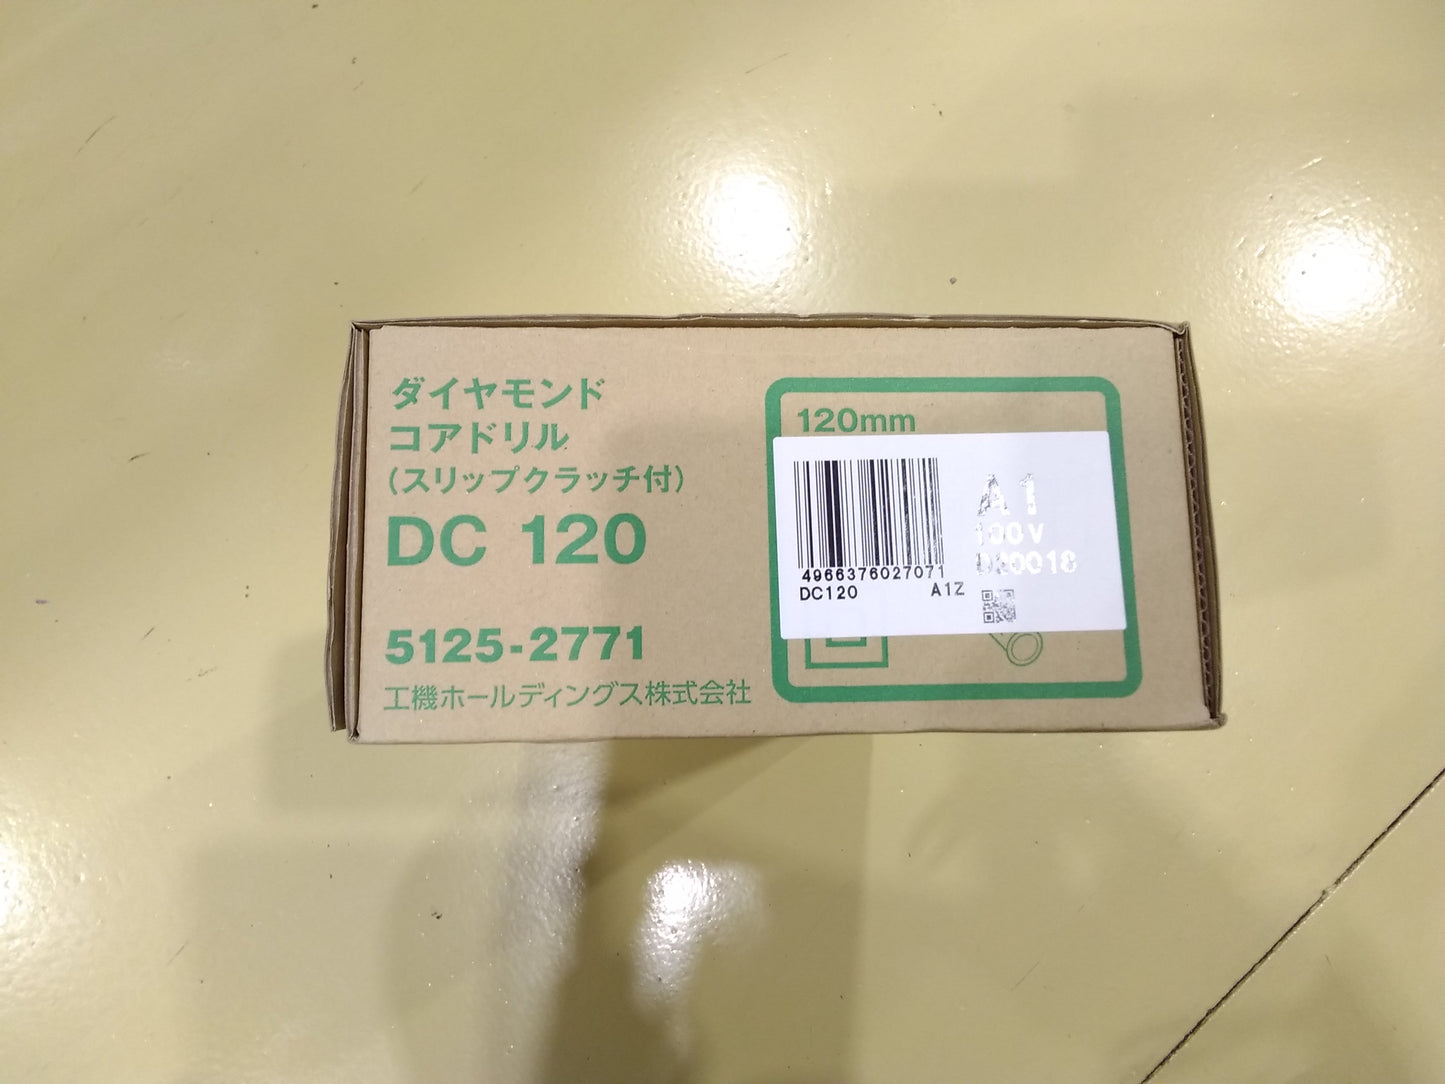 ダイヤモンド
コアドリル
(スリップクラッチ付)
DC 120
5125-2771
工機ホールディングス株式会社
120mm
4966376027071
DC120 A1Z
A1
100V